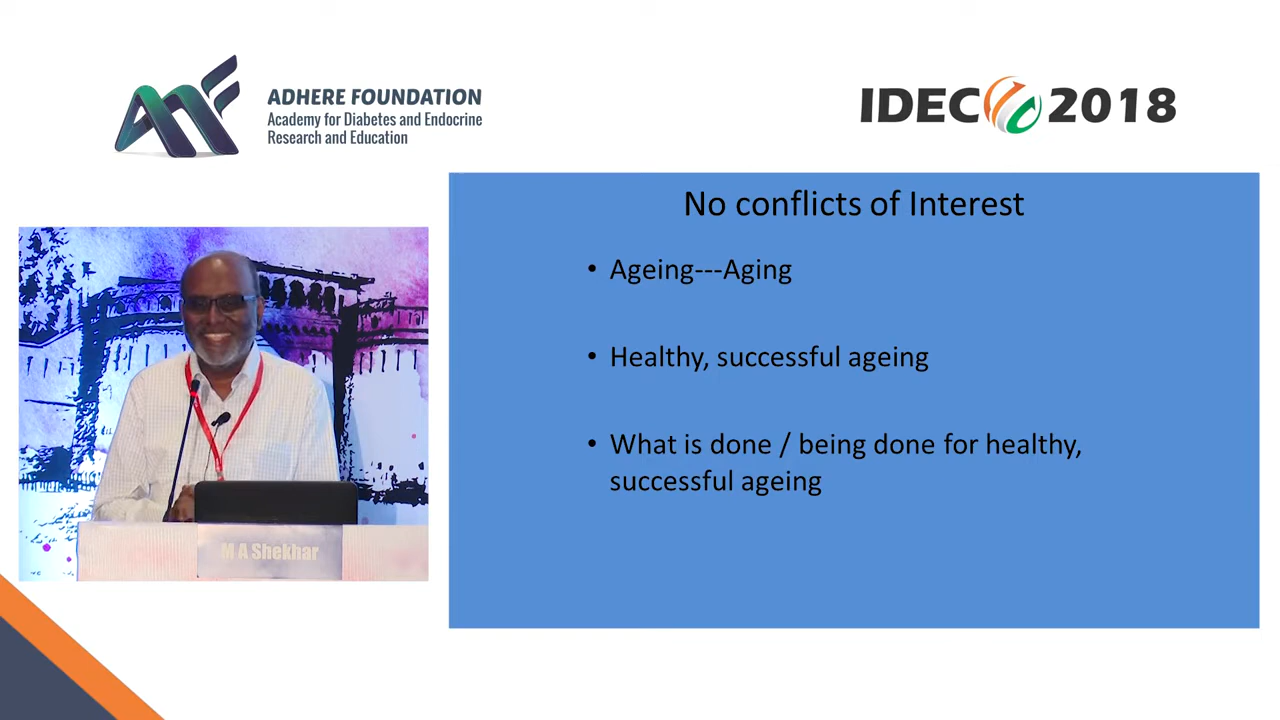 ADHERE FOUNDATION
Academy for Diabetes and Endocrine
Research and Education
IDEC 2018
No conflicts of Interest
• Ageing---Aging
• Healthy, successful ageing
• What is done / being done for healthy,
successful ageing
M A Shekhar